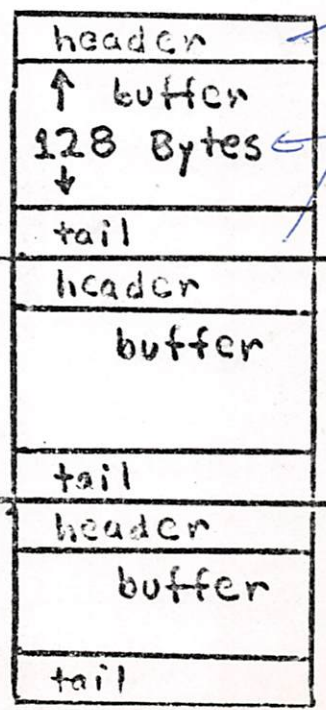 header
↑ buffer
128 Bytes
↓
tail
header
buffer
tail
header
buffer
tail